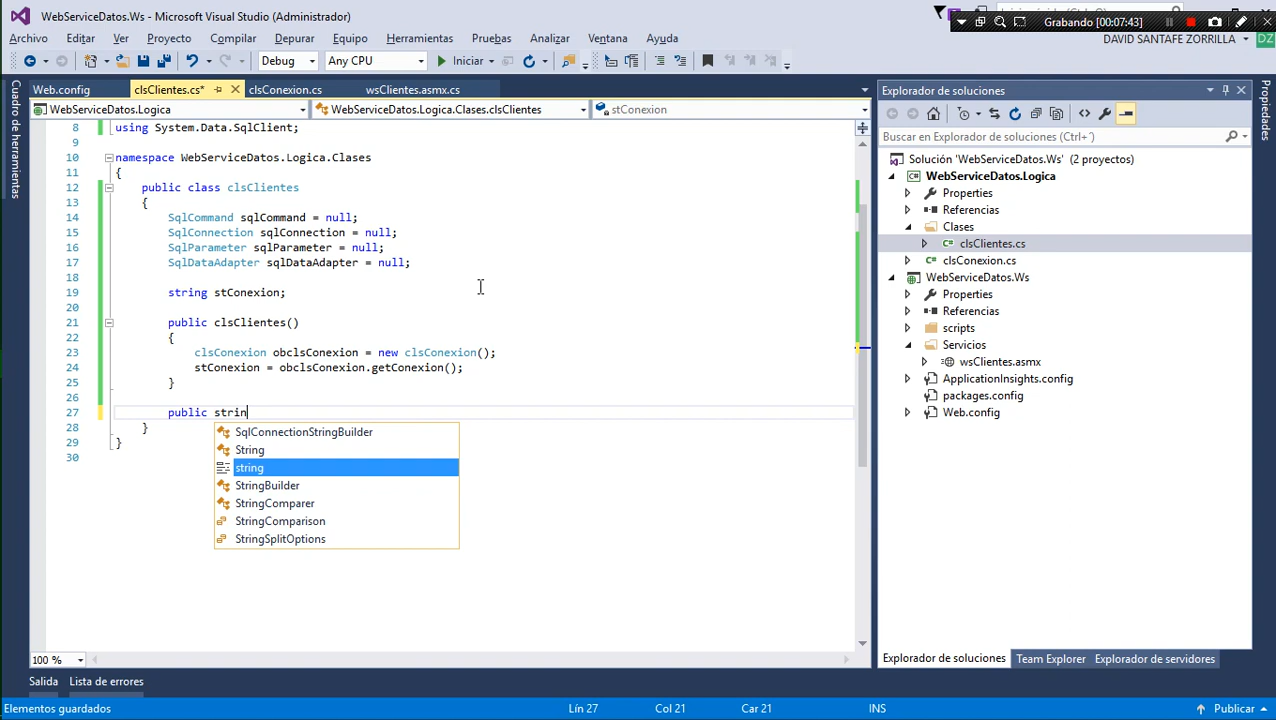 WebServiceDatos.Ws - Microsoft Visual Studio (Administrador)
Grabando [00:07:43]
Archivo Editar Ver Proyecto Compilar Depurar Equipo Herramientas Pruebas Analizar Ventana Ayuda
DAVID SANTAFE ZORRILLA DZ
Debug Any CPU Iniciar
Web.config clsClientes.cs* clsConexion.cs wsClientes.asmx.cs
WebServiceDatos.Logica WebServiceDatos.Logica.Clases.clsClientes stConexion
8 using System.Data.SqlClient;
9
10 namespace WebServiceDatos.Logica.Clases
11 {
12 public class clsClientes
13 {
14 SqlCommand sqlCommand = null;
15 SqlConnection sqlConnection = null;
16 SqlParameter sqlParameter = null;
17 SqlDataAdapter sqlDataAdapter = null;
18
19 string stConexion;
20
21 public clsClientes()
22 {
23 clsConexion obclsConexion = new clsConexion();
24 stConexion = obclsConexion.getConexion();
25 }
26
27 public strin
28 }
29 }
30
SqlConnectionStringBuilder
String
string
StringBuilder
StringComparer
StringComparison
StringSplitOptions
100 %
Cuadro de herramientas
Explorador de soluciones
Buscar en Explorador de soluciones (Ctrl+´)
Solución 'WebServiceDatos.Ws' (2 proyectos)
WebServiceDatos.Logica
Properties
Referencias
Clases
clsClientes.cs
clsConexion.cs
WebServiceDatos.Ws
Properties
Referencias
scripts
Servicios
wsClientes.asmx
ApplicationInsights.config
packages.config
Web.config
Explorador de soluciones Team Explorer Explorador de servidores
Propiedades
Salida Lista de errores
Elementos guardados Lín 27 Col 21 Car 21 INS Publicar